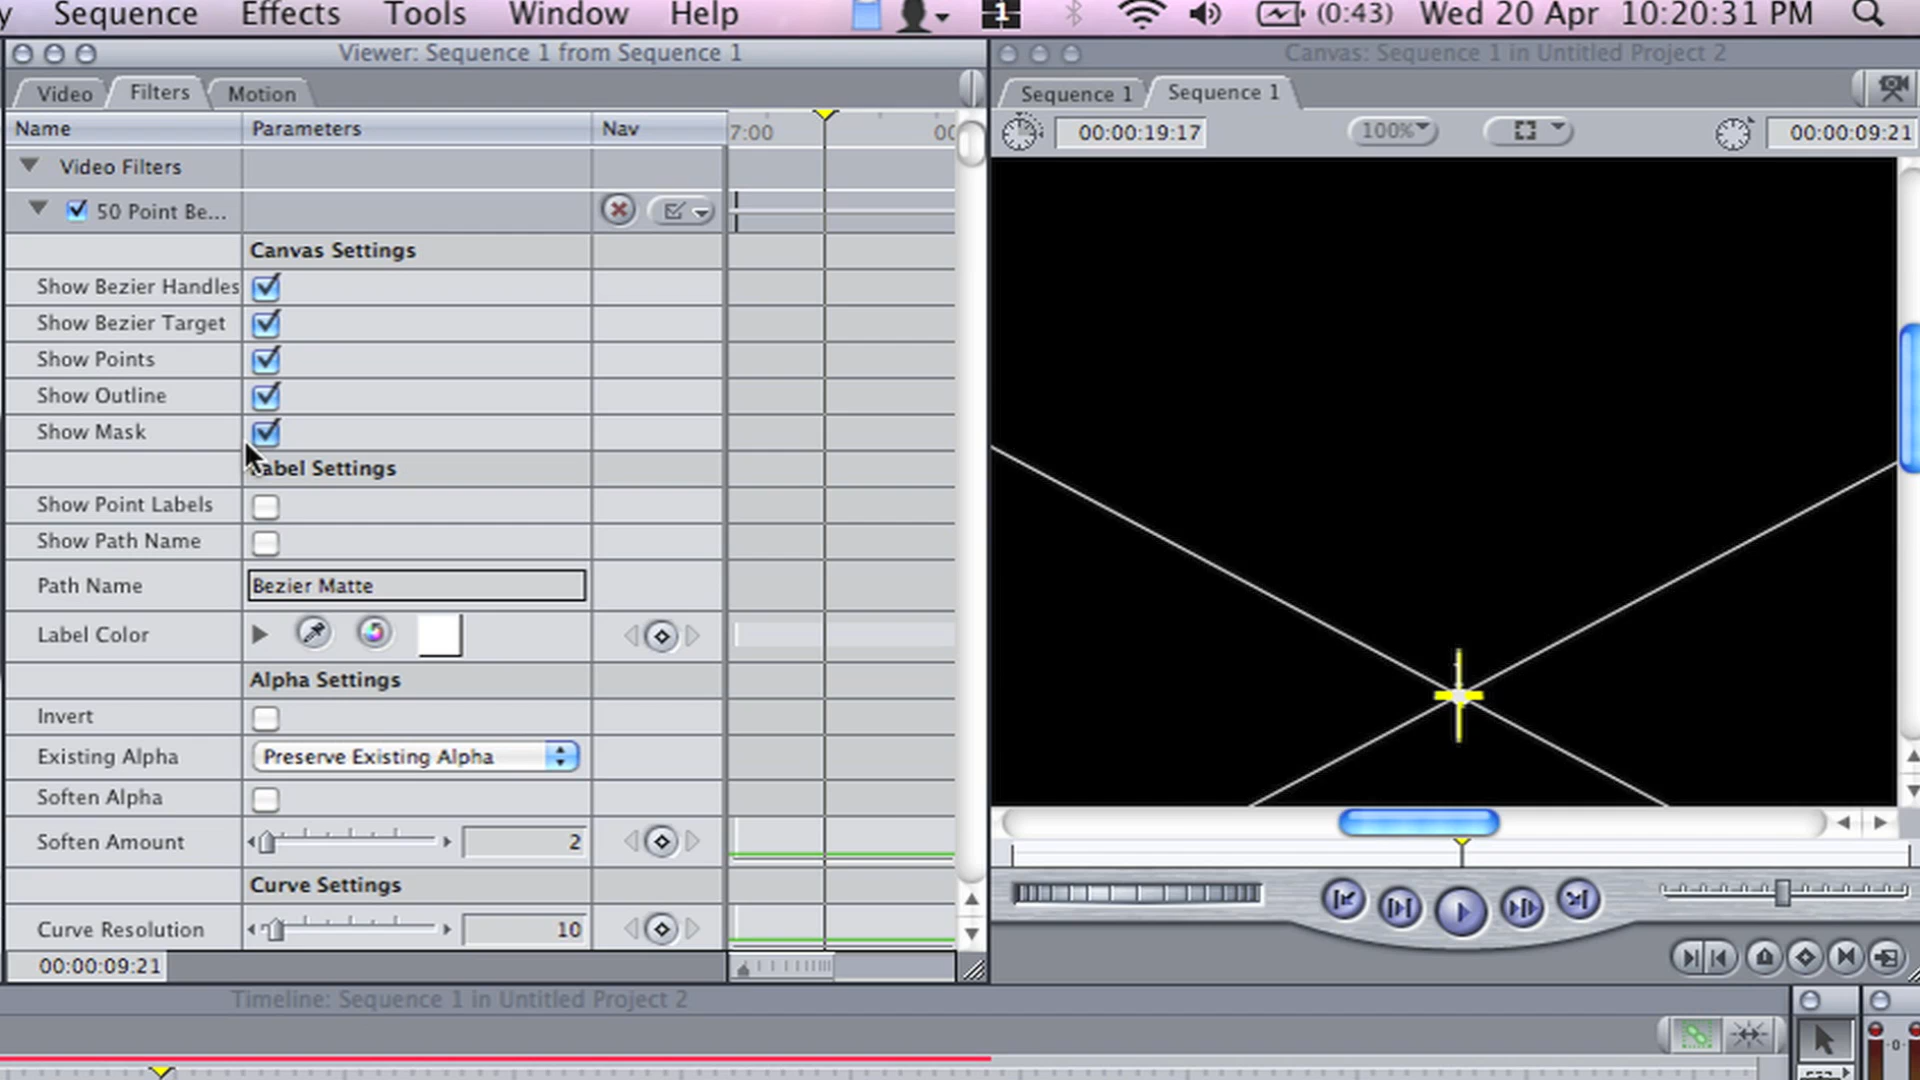 Sequence Effects Tools Window Help 1 (0:43) Wed 20 Apr 10:20:31 PM
Viewer: Sequence 1 from Sequence 1
Canvas: Sequence 1 in Untitled Project 2
Video Filters Motion
Sequence 1 Sequence 1
Name Parameters Nav 7:00
00:00:19:17 100% 00:00:09:21
Video Filters
50 Point Be...
Canvas Settings
Show Bezier Handles
Show Bezier Target
Show Points
Show Outline
Show Mask
Label Settings
Show Point Labels
Show Path Name
Path Name Bezier Matte
Label Color
Alpha Settings
Invert
Existing Alpha Preserve Existing Alpha
Soften Alpha
Soften Amount 2
Curve Settings
Curve Resolution 10
00:00:09:21
Timeline: Sequence 1 in Untitled Project 2
-0-